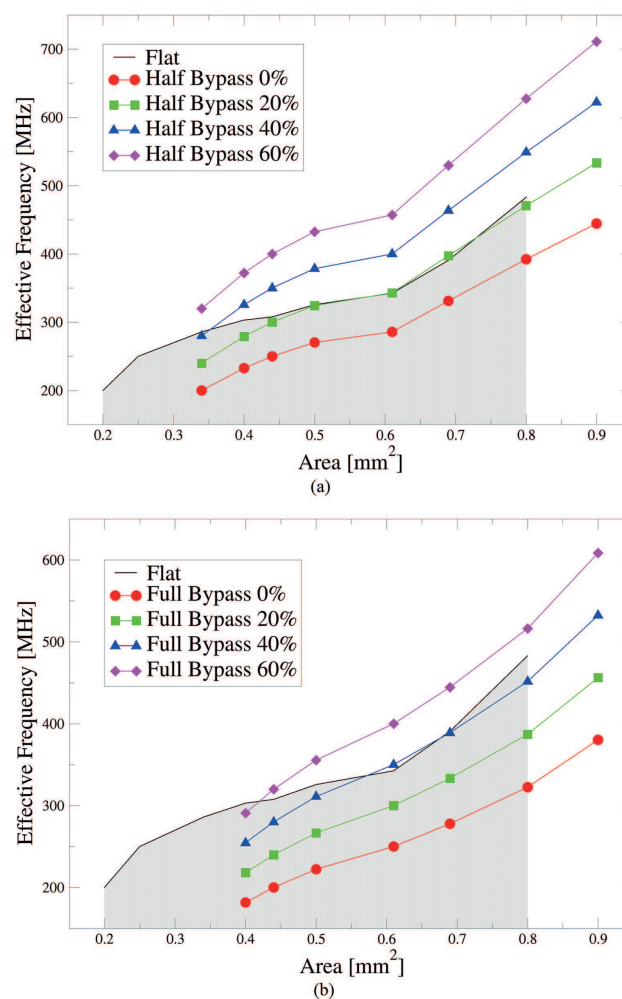 Effective Frequency [MHz]
700
600
500
400
300
200
Flat
Half Bypass 0%
Half Bypass 20%
Half Bypass 40%
Half Bypass 60%
0.2 0.3 0.4 0.5 0.6 0.7 0.8 0.9
Area [mm²]
(a)
Effective Frequency [MHz]
600
500
400
300
200
Flat
Full Bypass 0%
Full Bypass 20%
Full Bypass 40%
Full Bypass 60%
0.2 0.3 0.4 0.5 0.6 0.7 0.8 0.9
Area [mm²]
(b)